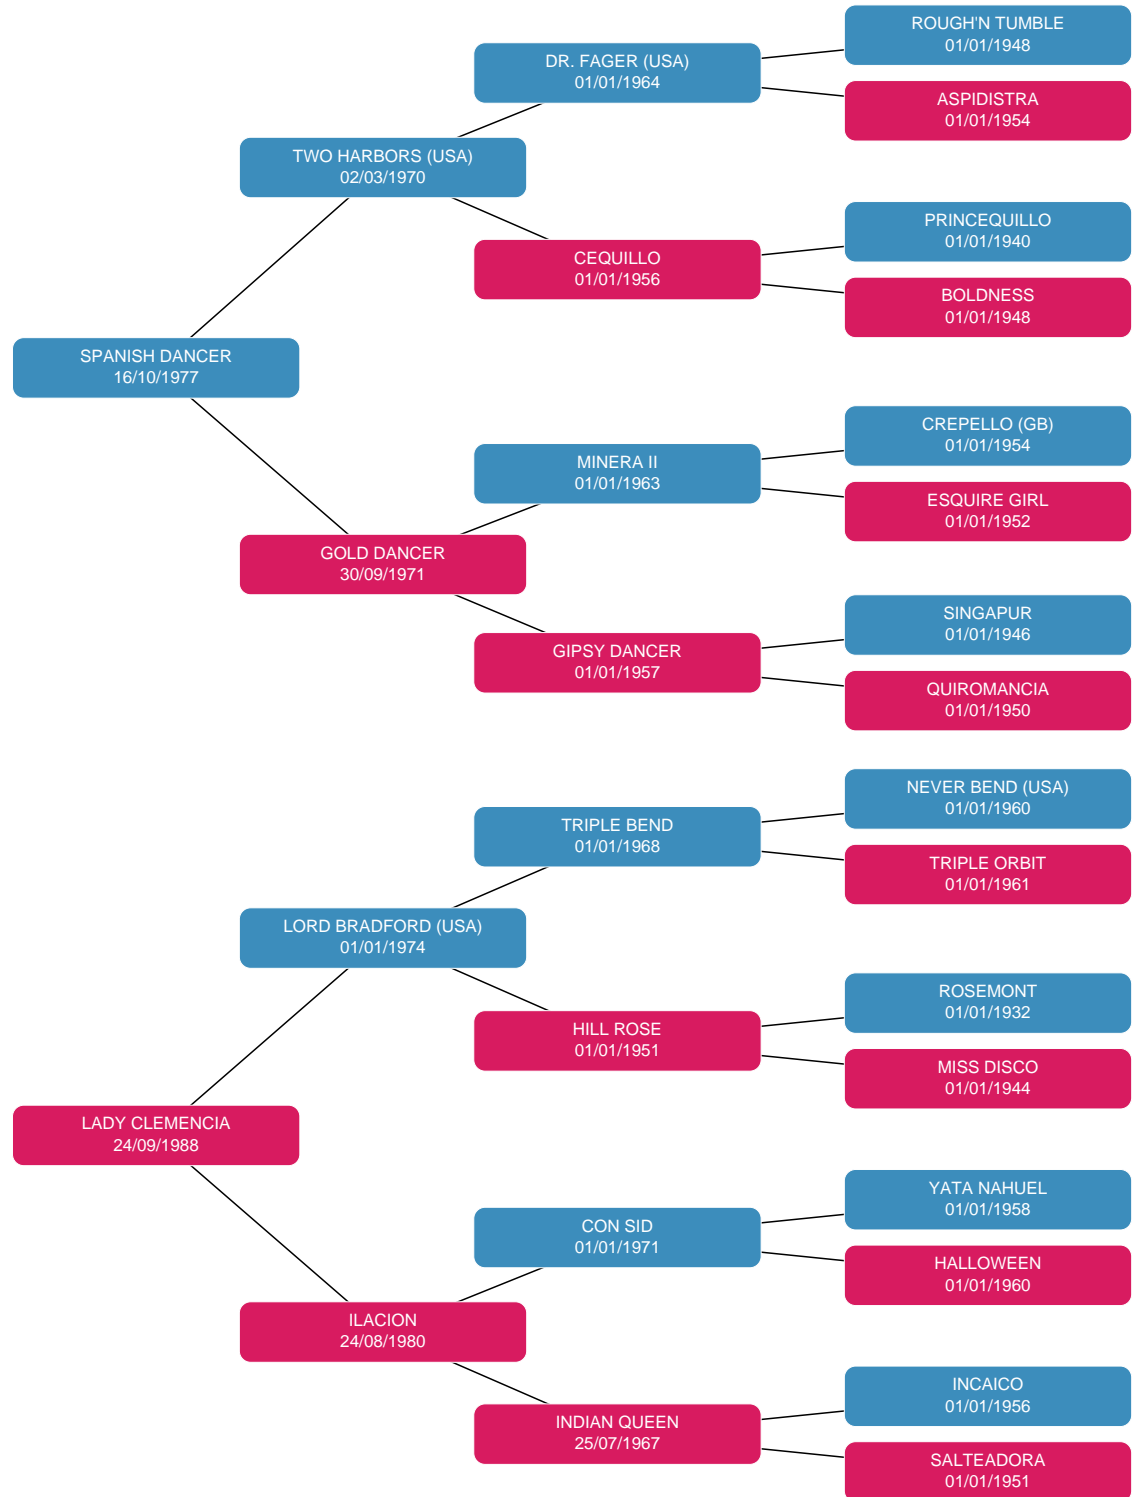 ROUGH'N TUMBLE
01/01/1948
DR. FAGER (USA)
01/01/1964
ASPIDISTRA
01/01/1954
TWO HARBORS (USA)
02/03/1970
PRINCEQUILLO
01/01/1940
CEQUILLO
01/01/1956
BOLDNESS
01/01/1948
SPANISH DANCER
16/10/1977
CREPELLO (GB)
01/01/1954
MINERA II
01/01/1963
ESQUIRE GIRL
01/01/1952
GOLD DANCER
30/09/1971
SINGAPUR
01/01/1946
GIPSY DANCER
01/01/1957
QUIROMANCIA
01/01/1950
NEVER BEND (USA)
01/01/1960
TRIPLE BEND
01/01/1968
TRIPLE ORBIT
01/01/1961
LORD BRADFORD (USA)
01/01/1974
ROSEMONT
01/01/1932
HILL ROSE
01/01/1951
MISS DISCO
01/01/1944
LADY CLEMENCIA
24/09/1988
YATA NAHUEL
01/01/1958
CON SID
01/01/1971
HALLOWEEN
01/01/1960
ILACION
24/08/1980
INCAICO
01/01/1956
INDIAN QUEEN
25/07/1967
SALTEADORA
01/01/1951